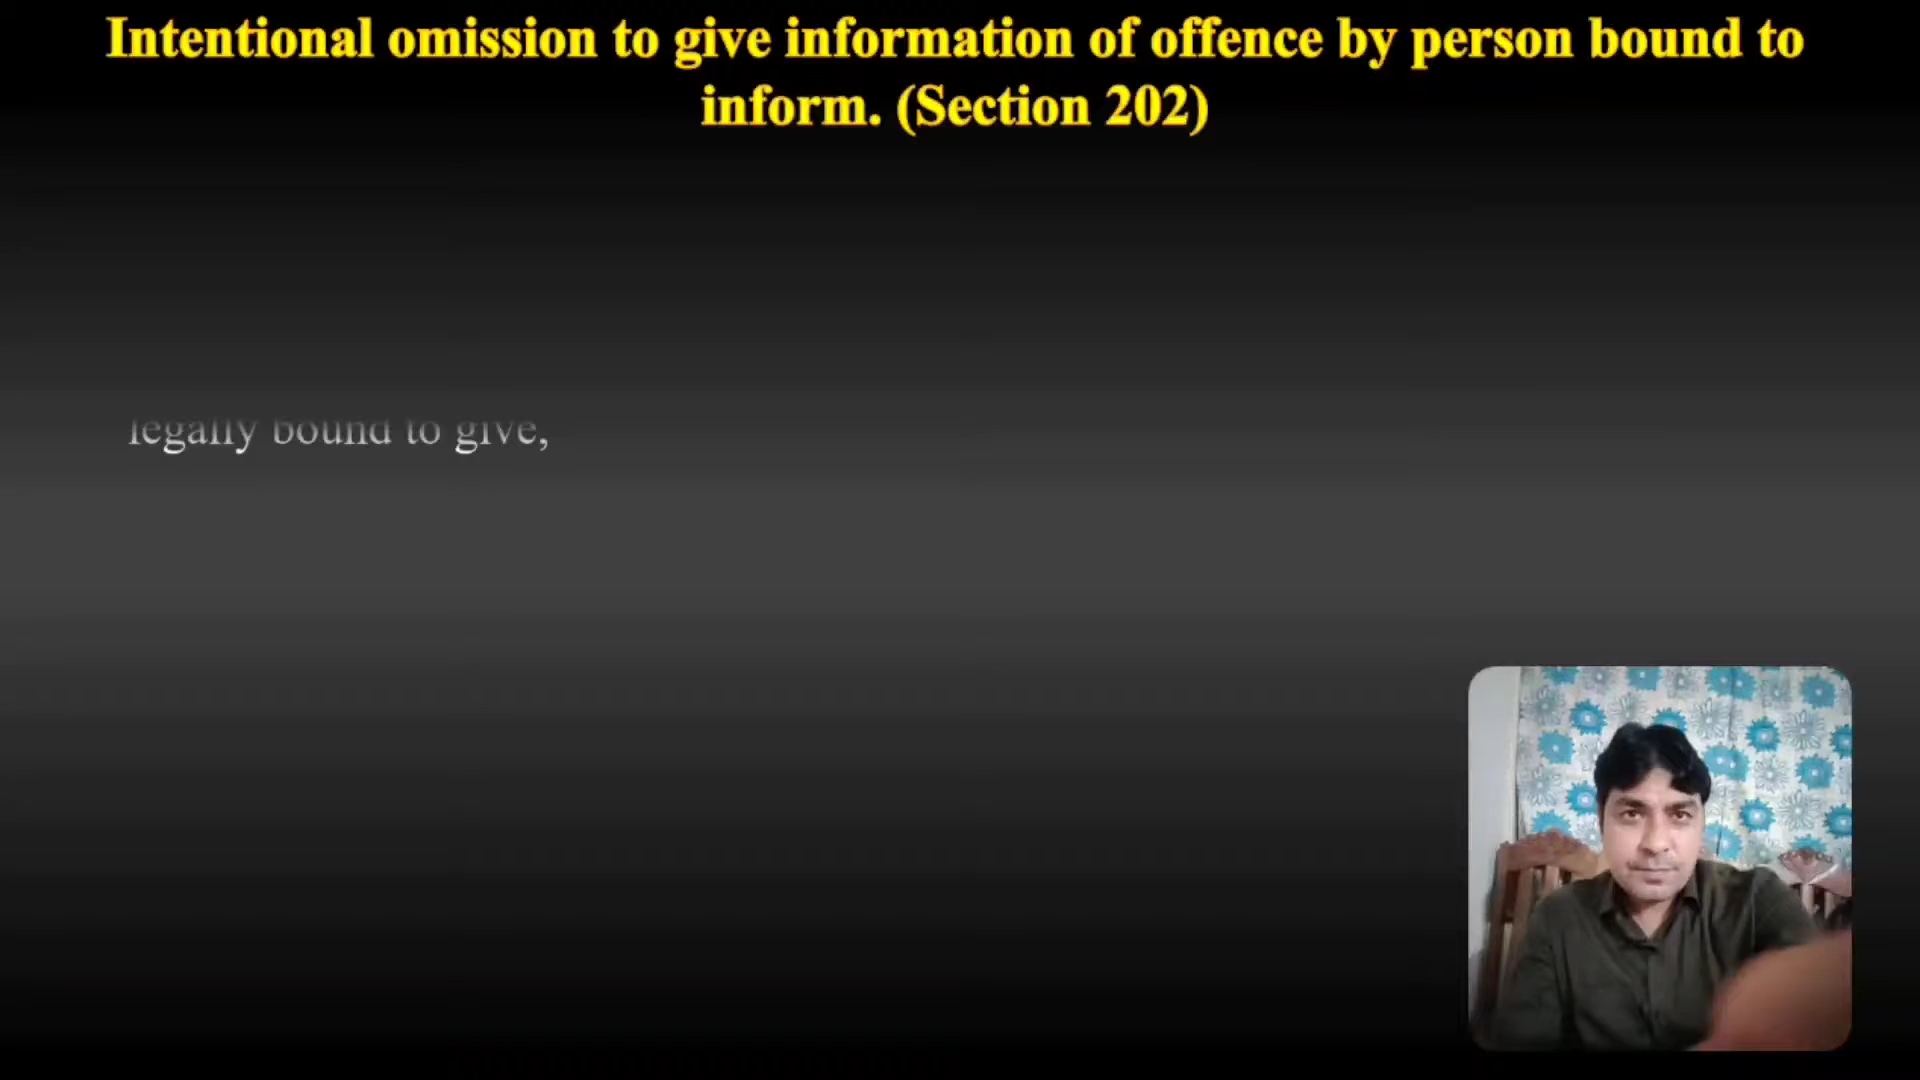 Intentional omission to give information of offence by person bound to
inform. (Section 202)
legally bound to give,